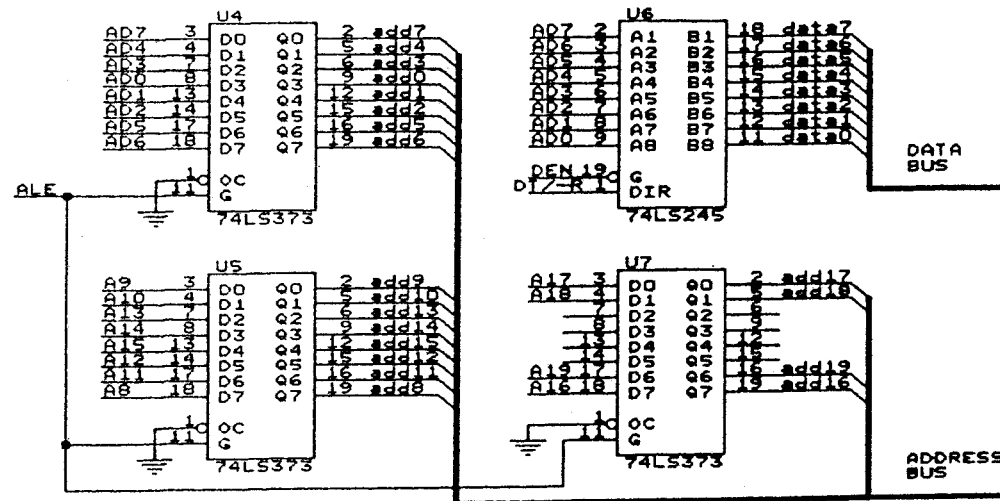 U4
AD7 3 D0 Q0 2 add7
AD4 4 D1 Q1 5 add4
AD3 7 D2 Q2 6 add3
AD0 8 D3 Q3 9 add0
AD1 13 D4 Q4 12 add1
AD2 14 D5 Q5 15 add2
AD5 17 D6 Q6 16 add5
AD6 18 D7 Q7 19 add6
1 OC
11 G
74LS373
ALE
U6
AD7 2 A1 B1 18 data7
AD6 3 A2 B2 17 data6
AD5 4 A3 B3 16 data5
AD4 5 A4 B4 15 data4
AD3 6 A5 B5 14 data3
AD2 7 A6 B6 13 data2
AD1 8 A7 B7 12 data1
AD0 9 A8 B8 11 data0
DEN 19 G
DT/-R 1 DIR
74LS245
DATA
BUS
U5
A9 3 D0 Q0 2 add9
A10 4 D1 Q1 5 add10
A13 7 D2 Q2 6 add13
A14 8 D3 Q3 9 add14
A15 13 D4 Q4 12 add15
A12 14 D5 Q5 15 add12
A11 17 D6 Q6 16 add11
A8 18 D7 Q7 19 add8
1 OC
11 G
74LS373
U7
A17 3 D0 Q0 2 add17
A18 4 D1 Q1 5 add18
7 D2 Q2 6
8 D3 Q3 9
13 D4 Q4 12
14 D5 Q5 15
A19 17 D6 Q6 16 add19
A16 18 D7 Q7 19 add16
1 OC
11 G
74LS373
ADDRESS
BUS